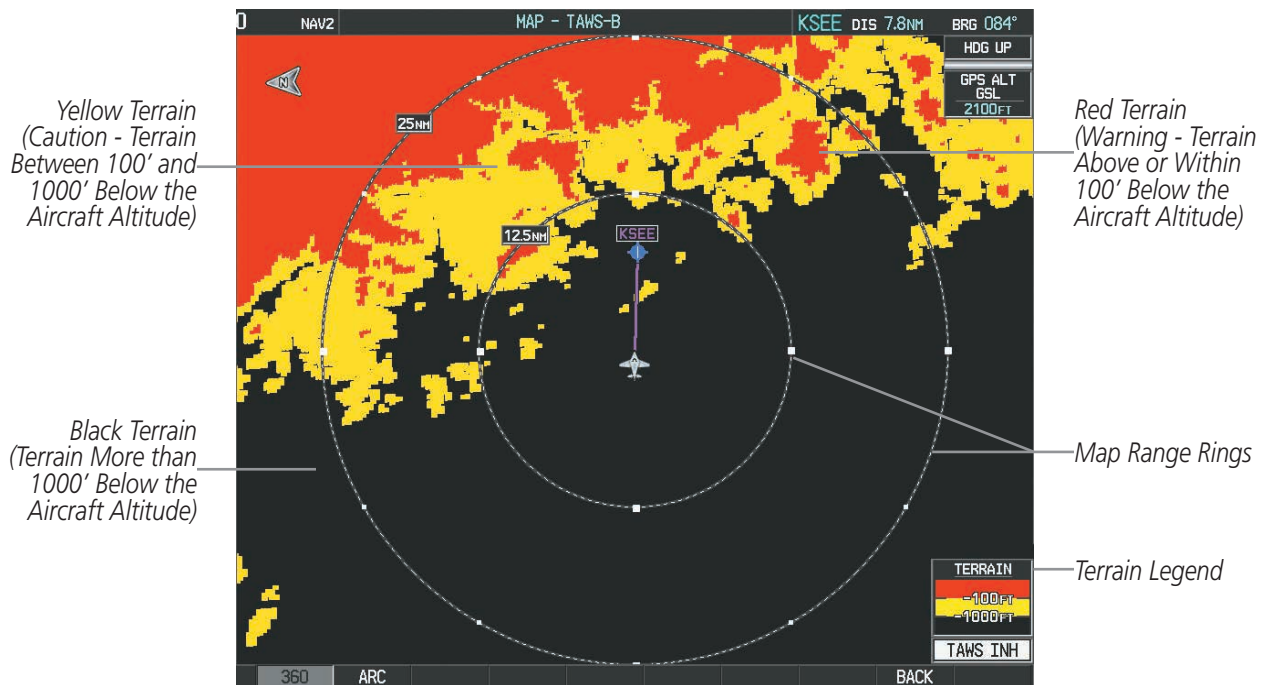 0 NAV2 MAP - TAWS-B KSEE DIS 7.8NM BRG 084°
HDG UP
GPS ALT
GSL
2100FT
N
25NM
12.5NM
KSEE
Yellow Terrain
(Caution - Terrain
Between 100’ and
1000’ Below the
Aircraft Altitude)
Red Terrain
(Warning - Terrain
Above or Within
100’ Below the
Aircraft Altitude)
Black Terrain
(Terrain More than
1000’ Below the
Aircraft Altitude)
Map Range Rings
Terrain Legend
TERRAIN
-100FT
-1000FT
TAWS INH
360 ARC BACK